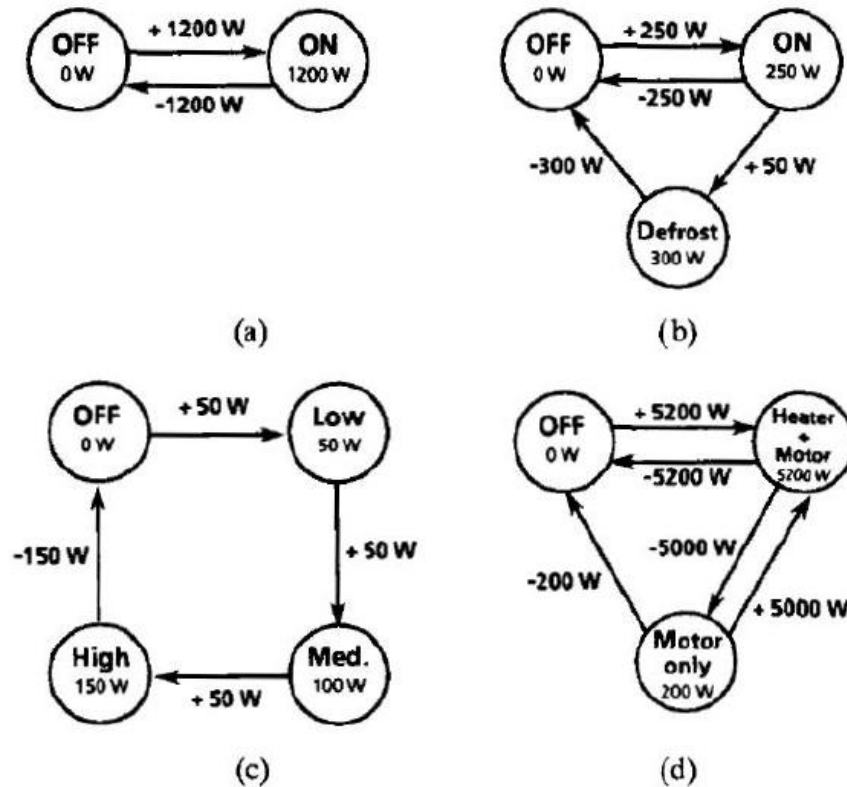 OFF
0 W
+ 1200 W
ON
1200 W
-1200 W
(a)
OFF
0 W
+250 W
ON
250 W
-250 W
-300 W
+ 50 W
Defrost
300 W
(b)
OFF
0 W
+ 50 W
Low
50 W
-150 W
+ 50 W
High
150 W
+ 50 W
Med.
100 W
(c)
OFF
0 W
+ 5200 W
Heater
+
Motor
5200 W
-5200 W
-5000 W
-200 W
+ 5000 W
Motor
only
200 W
(d)